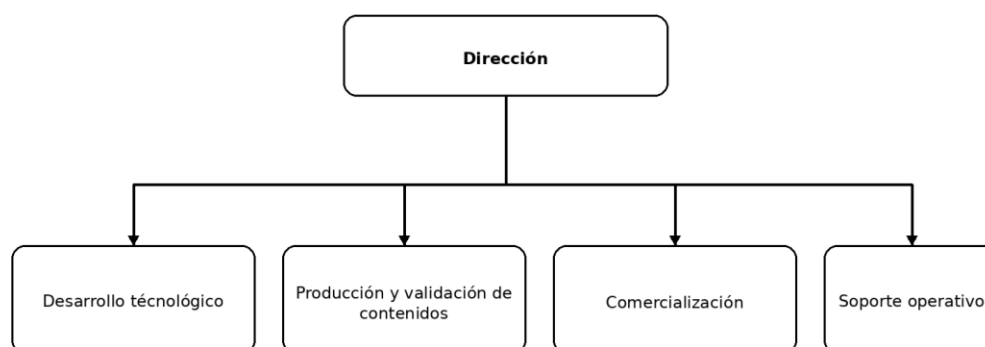 Dirección
Desarrollo técnológico
Producción y validación de
contenidos
Comercialización
Soporte operativo